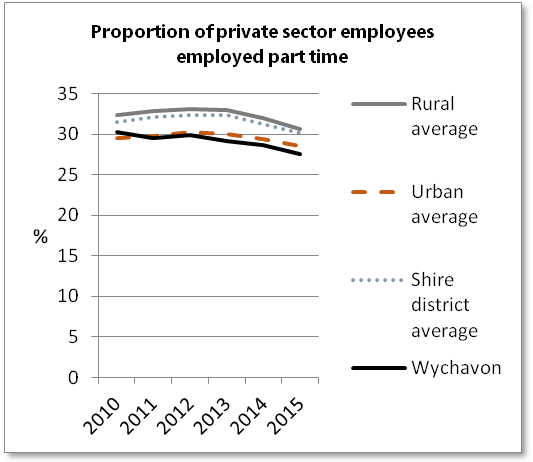 Proportion of private sector employees
employed part time
35
30
25
20
15
10
5
0
%
2010
2011
2012
2013
2014
2015
Rural
average
Urban
average
Shire
district
average
Wychavon